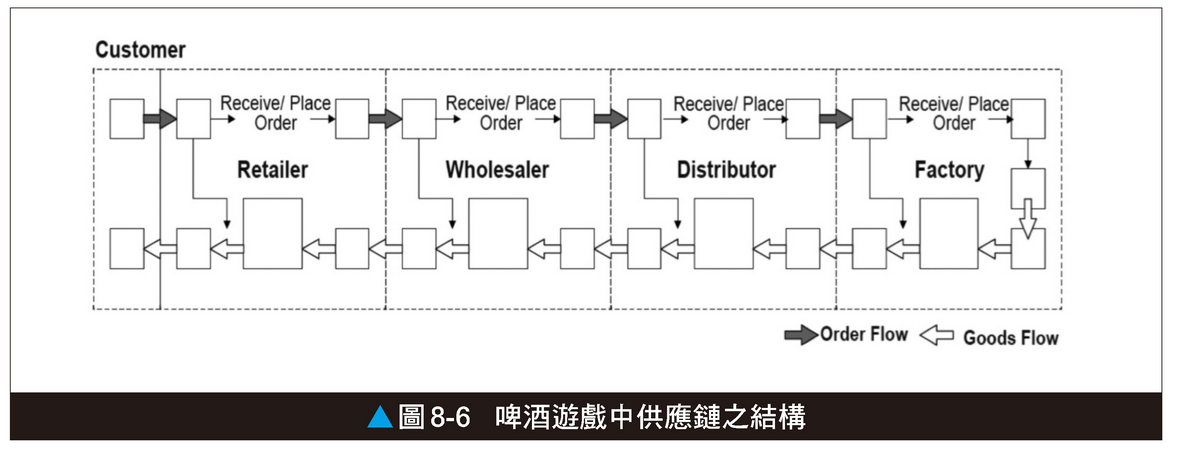 Customer
Receive/ Place
Order
Receive/ Place
Order
Receive/ Place
Order
Receive/ Place
Order
Retailer
Wholesaler
Distributor
Factory
Order Flow
Goods Flow
▲圖 8-6 啤酒遊戲中供應鏈之結構